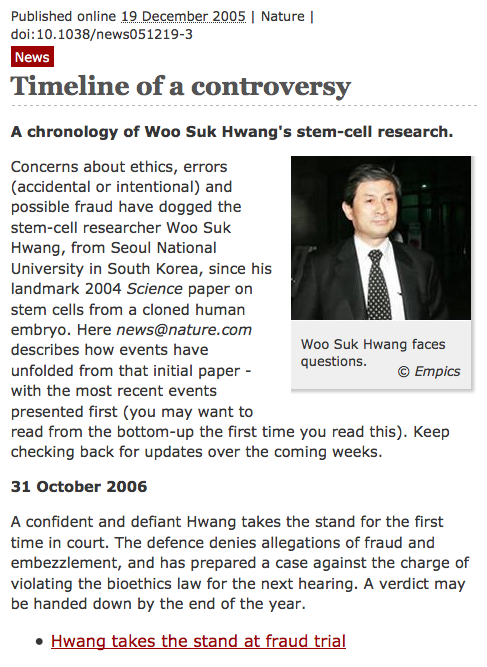 Published online 19 December 2005 | Nature |
doi:10.1038/news051219-3
News
Timeline of a controversy
A chronology of Woo Suk Hwang's stem-cell research.
Concerns about ethics, errors
(accidental or intentional) and
possible fraud have dogged the
stem-cell researcher Woo Suk
Hwang, from Seoul National
University in South Korea, since his
landmark 2004 Science paper on
stem cells from a cloned human
embryo. Here news@nature.com
describes how events have
unfolded from that initial paper -
with the most recent events
presented first (you may want to
read from the bottom-up the first time you read this). Keep
checking back for updates over the coming weeks.
Woo Suk Hwang faces
questions.
© Empics
31 October 2006
A confident and defiant Hwang takes the stand for the first
time in court. The defence denies allegations of fraud and
embezzlement, and has prepared a case against the charge of
violating the bioethics law for the next hearing. A verdict may
be handed down by the end of the year.
• Hwang takes the stand at fraud trial